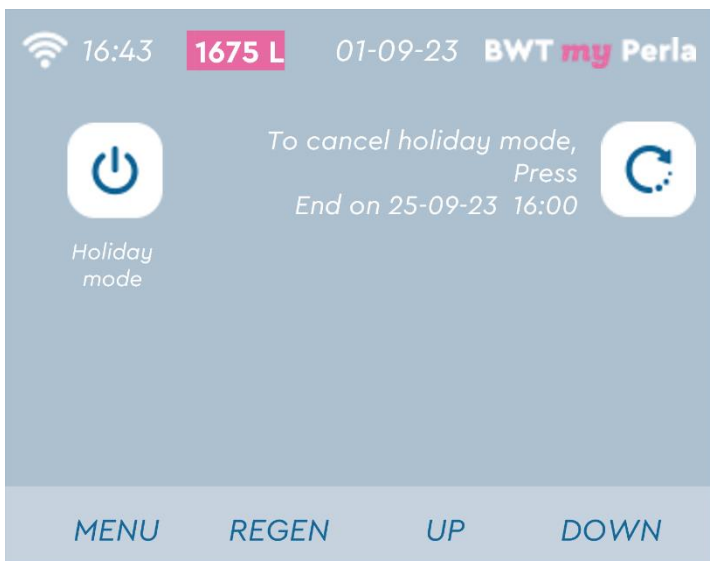 16:43 1675 L 01-09-23 BWT my Perla
To cancel holiday mode,
Press
End on 25-09-23 16:00
Holiday
mode
MENU REGEN UP DOWN